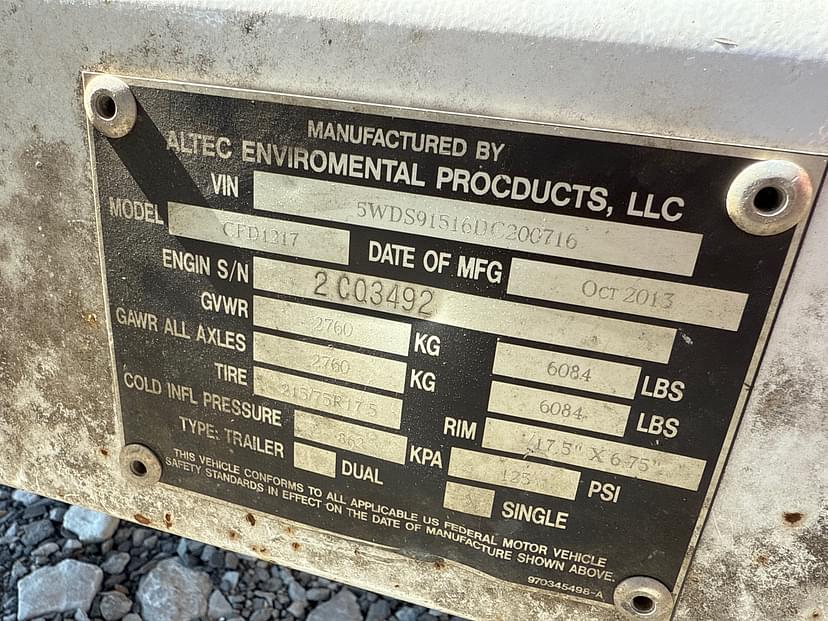 MANUFACTURED BY
ALTEC ENVIROMENTAL PROCDUCTS, LLC
VIN 5WDS91516DC200716
MODEL CFD1217 DATE OF MFG Oct 2013
ENGIN S/N 2CQ3492
GVWR 2760 KG 6084 LBS
GAWR ALL AXLES 2760 KG 6084 LBS
TIRE 215/75R17.5 RIM 17.5" X 6.75"
COLD INFL PRESSURE 862 KPA 125 PSI
TYPE: TRAILER DUAL SINGLE
THIS VEHICLE CONFORMS TO ALL APPLICABLE US FEDERAL MOTOR VEHICLE
SAFETY STANDARDS IN EFFECT ON THE DATE OF MANUFACTURE SHOWN ABOVE.
970345498-A